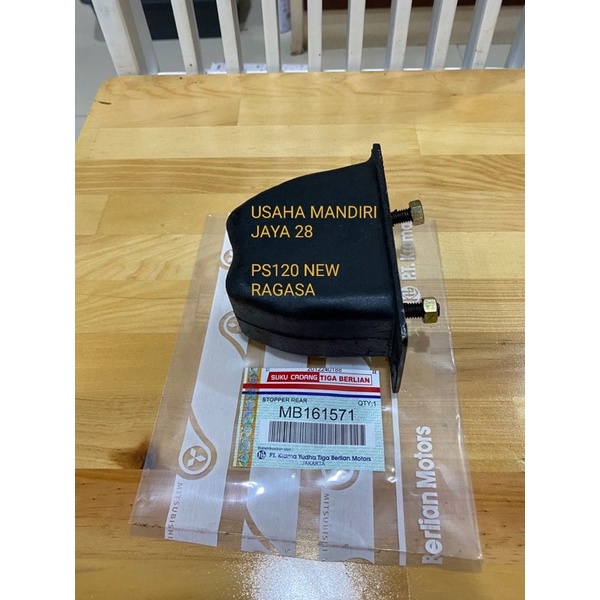 USAHA MANDIRI
JAYA 28
PS120 NEW
RAGASA
SUKU CADANG TIGA BERLIAN
STOPPER REAR
QTY:1
MB161571
PT. Krama Yudha Tiga Berlian Motors
JAKARTA
MITSUBISHI
Berlian Motors